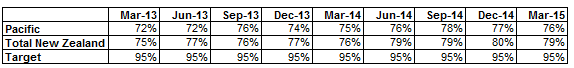 Mar-13 Jun-13 Sep-13 Dec-13 Mar-14 Jun-14 Sep-14 Dec-14 Mar-15
Pacific 72% 72% 76% 74% 75% 76% 78% 77% 76%
Total New Zealand 75% 77% 76% 77% 76% 79% 79% 80% 79%
Target 95% 95% 95% 95% 95% 95% 95% 95% 95%